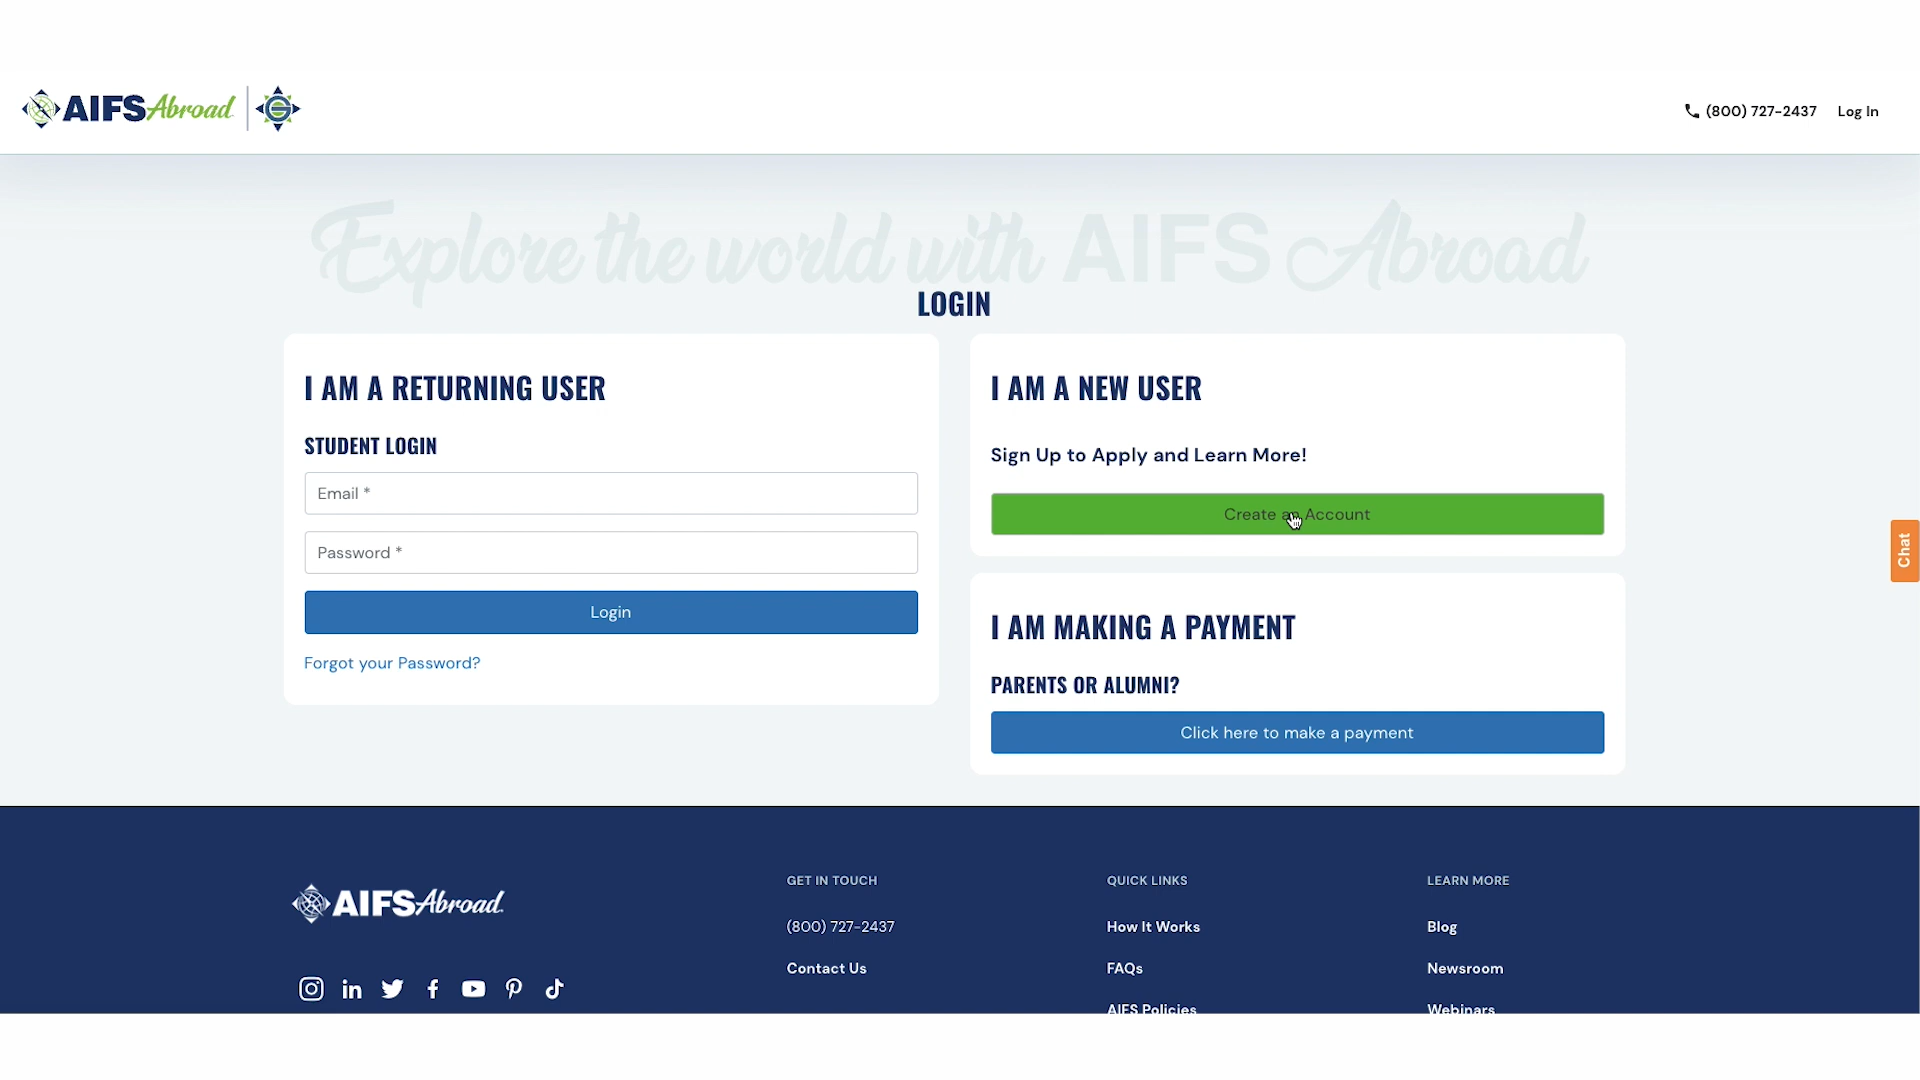 AIFS Abroad
(800) 727-2437 Log In
Explore the world with AIFS Abroad
LOGIN
I AM A RETURNING USER
STUDENT LOGIN
Email *
Password *
Login
Forgot your Password?
I AM A NEW USER
Sign Up to Apply and Learn More!
Create an Account
I AM MAKING A PAYMENT
PARENTS OR ALUMNI?
Click here to make a payment
Chat
AIFS Abroad
GET IN TOUCH
(800) 727-2437
Contact Us
QUICK LINKS
How It Works
FAQs
AIFS Policies
LEARN MORE
Blog
Newsroom
Webinars